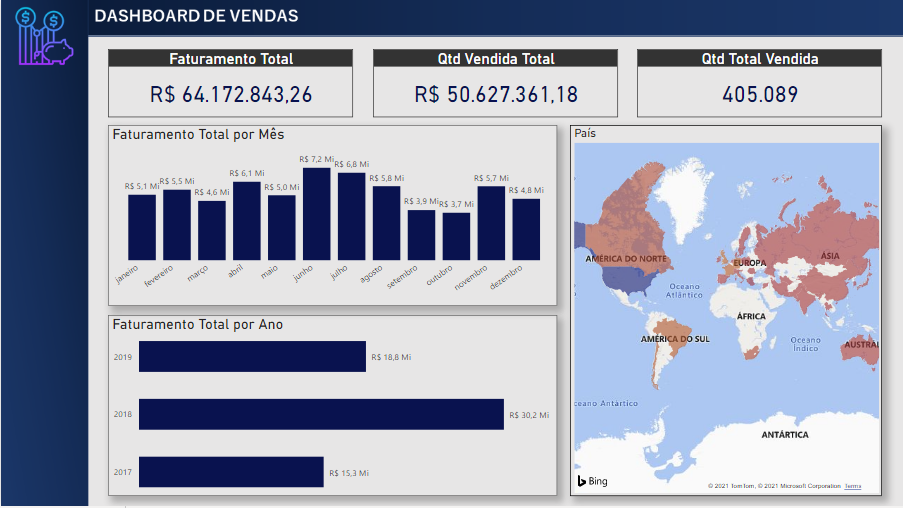 DASHBOARD DE VENDAS
Faturamento Total
R$ 64.172.843,26
Qtd Vendida Total
R$ 50.627.361,18
Qtd Total Vendida
405.089
Faturamento Total por Mês
R$ 5,1 Mi
R$ 5,5 Mi
R$ 4,6 Mi
R$ 6,1 Mi
R$ 5,0 Mi
R$ 7,2 Mi
R$ 6,8 Mi
R$ 5,8 Mi
R$ 3,9 Mi
R$ 3,7 Mi
R$ 5,7 Mi
R$ 4,8 Mi
janeiro
fevereiro
março
abril
maio
junho
julho
agosto
setembro
outubro
novembro
dezembro
Faturamento Total por Ano
2019
R$ 18,8 Mi
2018
R$ 30,2 Mi
2017
R$ 15,3 Mi
País
AMÉRICA DO NORTE
EUROPA
ÁSIA
Oceano
Atlântico
ÁFRICA
AMÉRICA DO SUL
Oceano
Índico
AUSTRAL
ceano Antártico
ANTÁRTICA
Bing
© 2021 TomTom, © 2021 Microsoft Corporation Terms